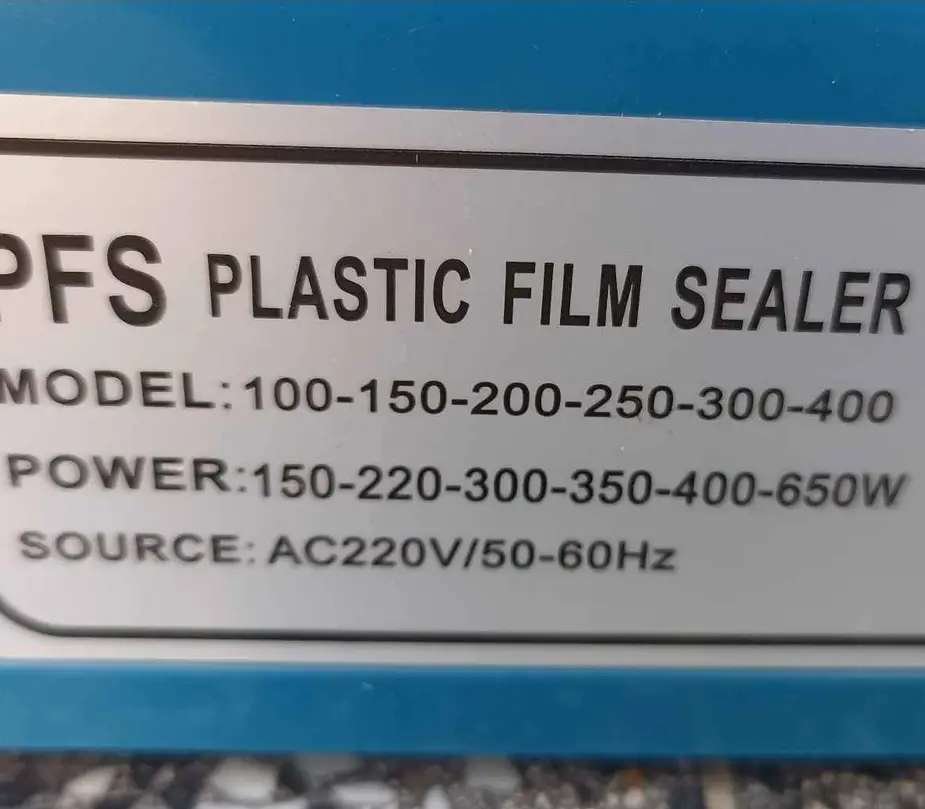 PFS PLASTIC FILM SEALER
MODEL:100-150-200-250-300-400
POWER:150-220-300-350-400-650W
SOURCE: AC220V/50-60Hz